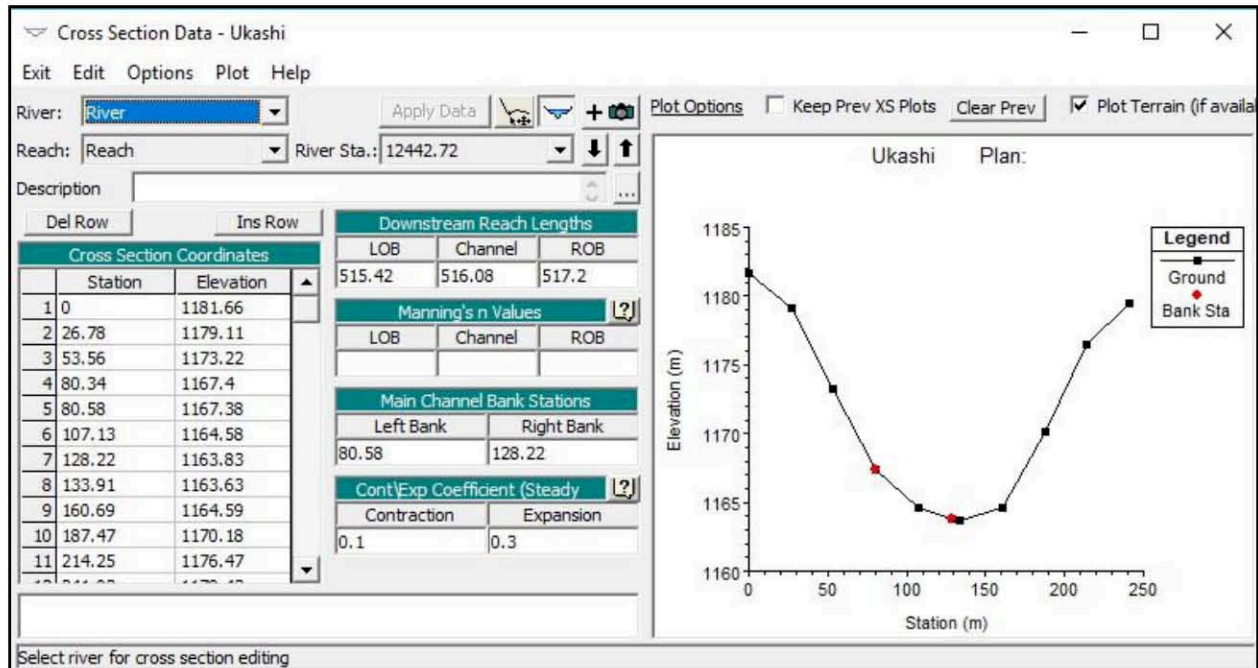 Cross Section Data - Ukashi
Exit Edit Options Plot Help
River: River Apply Data Plot Options Keep Prev XS Plots Clear Prev Plot Terrain (if availa
Reach: Reach River Sta.: 12442.72
Description ...
Del Row Ins Row
Cross Section Coordinates
Station Elevation
1 0 1181.66
2 26.78 1179.11
3 53.56 1173.22
4 80.34 1167.4
5 80.58 1167.38
6 107.13 1164.58
7 128.22 1163.83
8 133.91 1163.63
9 160.69 1164.59
10 187.47 1170.18
11 214.25 1176.47
Downstream Reach Lengths
LOB Channel ROB
515.42 516.08 517.2
Manning's n Values ?
LOB Channel ROB
Main Channel Bank Stations
Left Bank Right Bank
80.58 128.22
Cont\Exp Coefficient (Steady ?
Contraction Expansion
0.1 0.3
Ukashi Plan:
Legend
Ground
Bank Sta
Elevation (m)
1185
1180
1175
1170
1165
1160
0 50 100 150 200 250
Station (m)
Select river for cross section editing